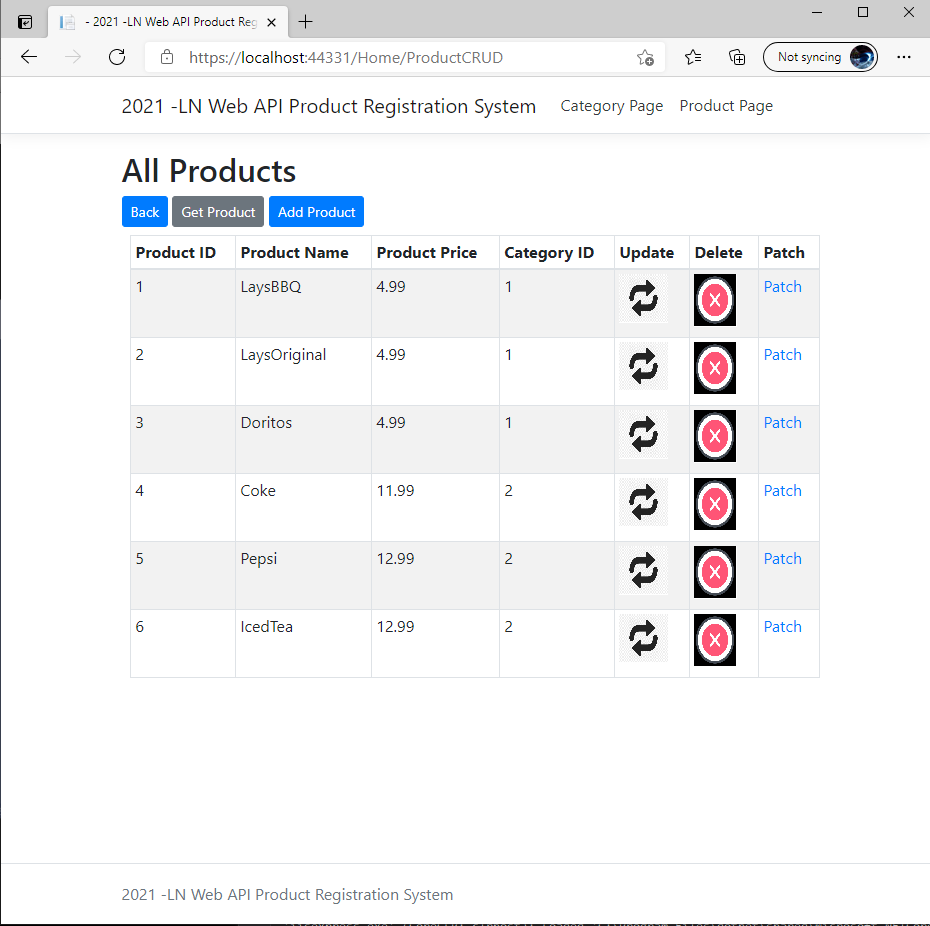 - 2021 -LN Web API Product Reg
https://localhost:44331/Home/ProductCRUD
Not syncing
2021 -LN Web API Product Registration System Category Page Product Page
All Products
Back Get Product Add Product
Product ID Product Name Product Price Category ID Update Delete Patch
1 LaysBBQ 4.99 1 X Patch
2 LaysOriginal 4.99 1 X Patch
3 Doritos 4.99 1 X Patch
4 Coke 11.99 2 X Patch
5 Pepsi 12.99 2 X Patch
6 IcedTea 12.99 2 X Patch
2021 -LN Web API Product Registration System